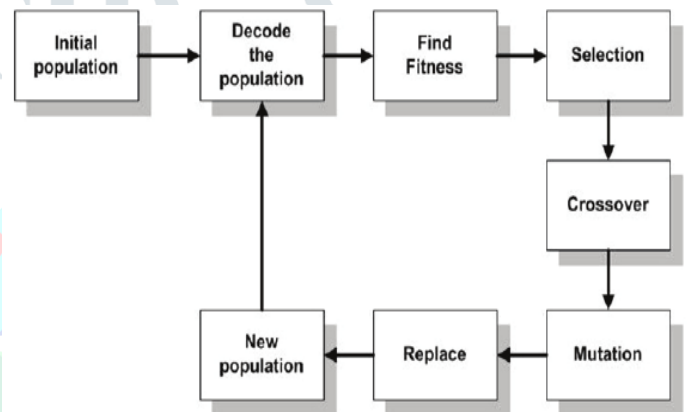 Initial
population
Decode
the
population
Find
Fitness
Selection
Crossover
New
population
Replace
Mutation